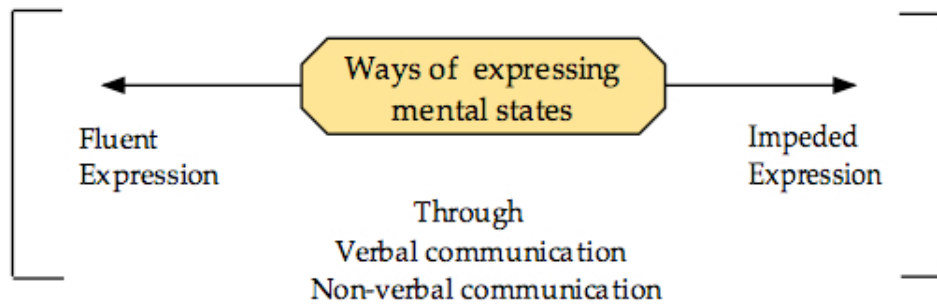 Ways of expressing
mental states
Fluent
Expression
Impeded
Expression
Through
Verbal communication
Non-verbal communication